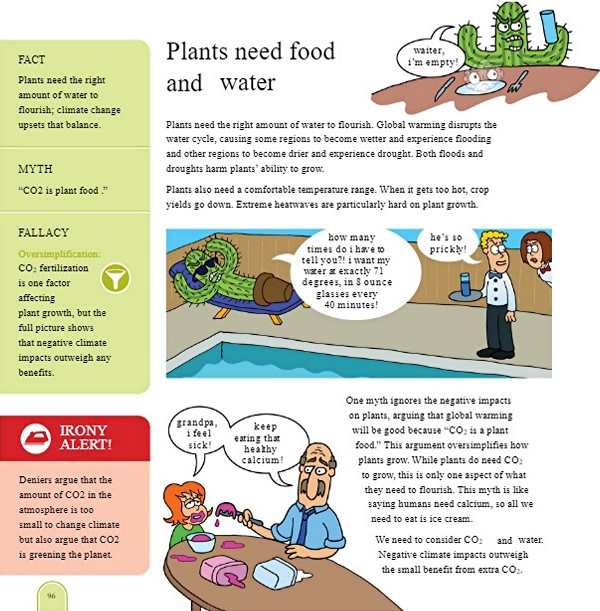 Plants need food
and water
waiter,
i'm empty!
FACT
Plants need the right
amount of water to
flourish; climate change
upsets that balance.
MYTH
“CO2 is plant food .”
FALLACY
Oversimplification:
CO₂ fertilization
is one factor
affecting
plant growth, but the
full picture shows
that negative climate
impacts outweigh any
benefits.
IRONY
ALERT!
Deniers argue that the
amount of CO2 in the
atmosphere is too
small to change climate
but also argue that CO2
is greening the planet.
Plants need the right amount of water to flourish. Global warming disrupts the
water cycle, causing some regions to become wetter and experience flooding
and other regions to become drier and experience drought. Both floods and
droughts harm plants’ ability to grow.
Plants also need a comfortable temperature range. When it gets too hot, crop
yields go down. Extreme heatwaves are particularly hard on plant growth.
how many
times do i have to
tell you?! i want my
water at exactly 71
degrees, in 8 ounce
glasses every
40 minutes!
he's so
prickly!
grandpa,
i feel
sick!
keep
eating that
healthy
calcium!
One myth ignores the negative impacts
on plants, arguing that global warming
will be good because “CO₂ is a plant
food.” This argument oversimplifies how
plants grow. While plants do need CO₂
to grow, this is only one aspect of what
they need to flourish. This myth is like
saying humans need calcium, so all we
need to eat is ice cream.
We need to consider CO₂ and water.
Negative climate impacts outweigh
the small benefit from extra CO₂.
96